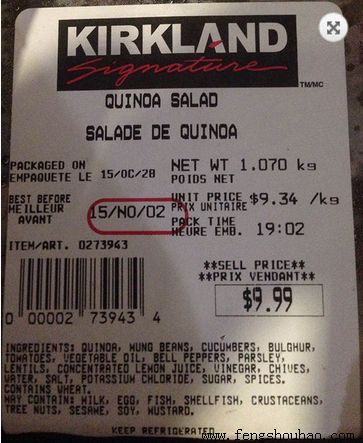 KIRKLAND
Signature
TM/MC
QUINOA SALAD
SALADE DE QUINOA
PACKAGED ON
EMPAQUETE LE 15/OC/28
NET WT 1.070 kg
POIDS NET
BEST BEFORE
MEILLEUR
AVANT
15/NO/02
UNIT PRICE $9.34 /kg
PRIX UNITAIRE
PACK TIME
HEURE EMB. 19:02
ITEM/ART. 0273943
**SELL PRICE**
**PRIX VENDANT**
$9.99
0 00002 73943 4
INGREDIENTS: QUINOA, MUNG BEANS, CUCUMBERS, BULGHUR,
TOMATOES, VEGETABLE OIL, BELL PEPPERS, PARSLEY,
LENTILS, CONCENTRATED LEMON JUICE, VINEGAR, CHIVES,
WATER, SALT, POTASSIUM CHLORIDE, SUGAR, SPICES.
CONTAINS WHEAT.
MAY CONTAIN: MILK, EGG, FISH, SHELLFISH, CRUSTACEANS,
TREE NUTS, SESAME, SOY, MUSTARD.
KEEP REFRIGERATED
www.fengshouhan.com